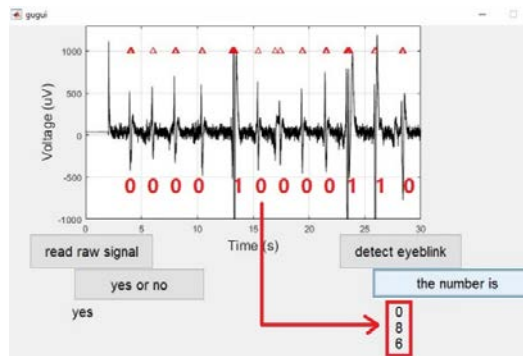 gugui
1000
500
0
-500
-1000
Voltage (uV)
0 0 0 0 1 0 0 0 0 1 1 0
0 5 10 15 20 25 30
Time (s)
read raw signal
detect eyeblink
yes or no
the number is
yes
0
8
6